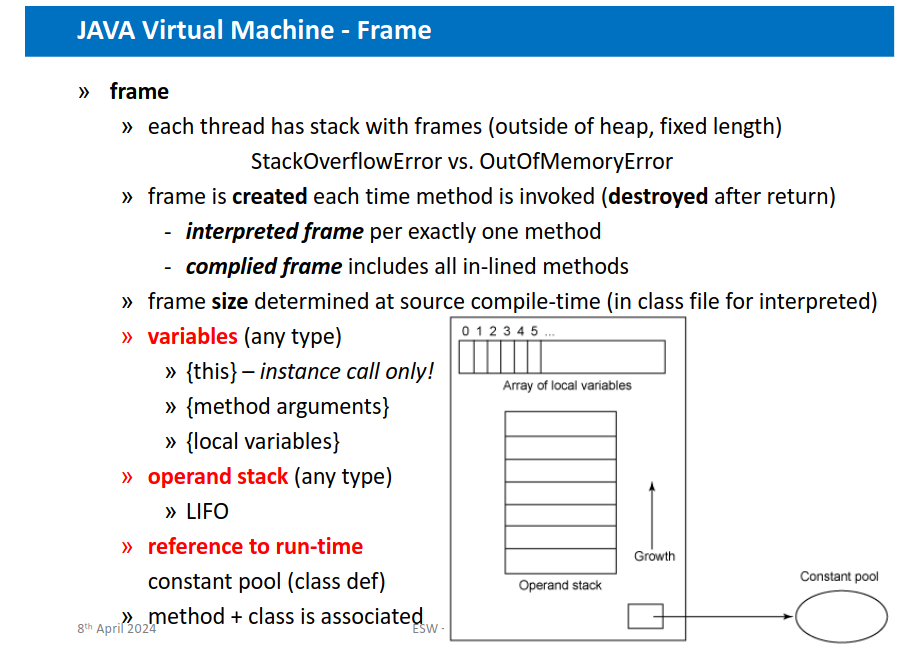 JAVA Virtual Machine - Frame
» frame
» each thread has stack with frames (outside of heap, fixed length)
StackOverflowError vs. OutOfMemoryError
» frame is created each time method is invoked (destroyed after return)
- interpreted frame per exactly one method
- complied frame includes all in-lined methods
» frame size determined at source compile-time (in class file for interpreted)
» variables (any type)
» {this} – instance call only!
» {method arguments}
» {local variables}
» operand stack (any type)
» LIFO
» reference to run-time
constant pool (class def)
» method + class is associated
0 1 2 3 4 5 ...
Array of local variables
Growth
Operand stack
Constant pool
8th April 2024
ESW -